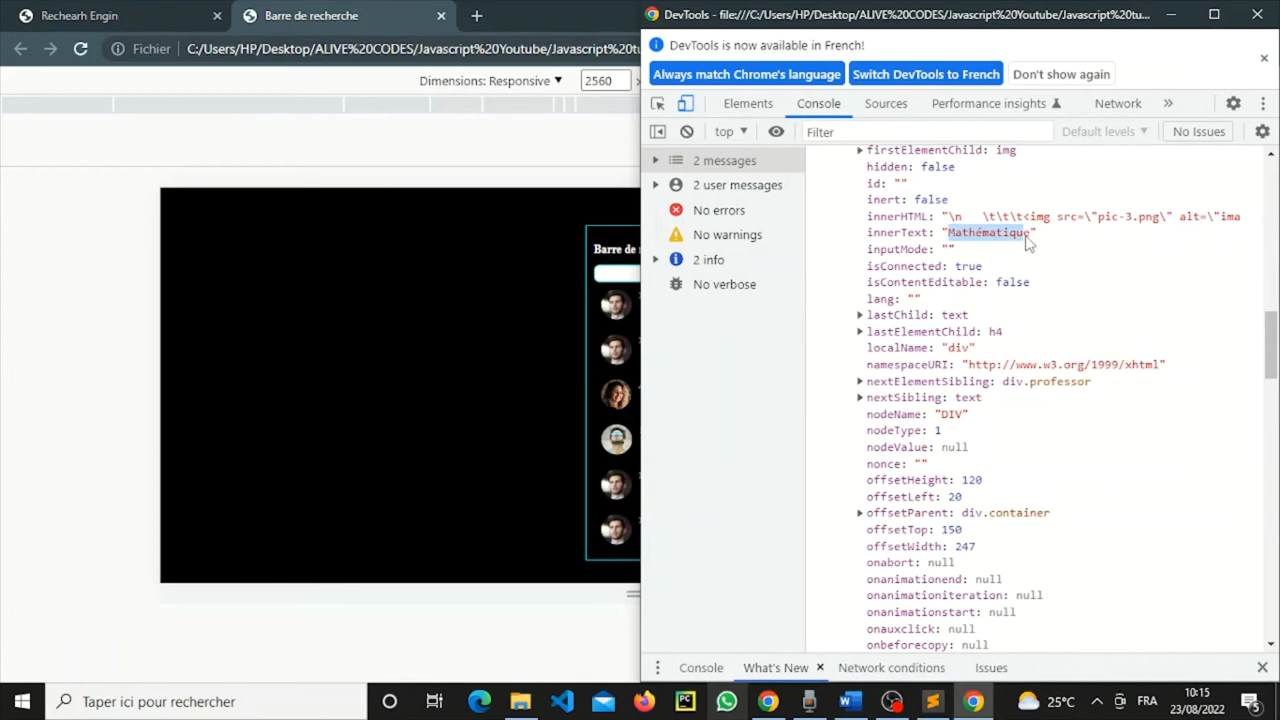 Rechearh Engin
Barre de recherche
Fichier
C:/Users/HP/Desktop/ALIVE%20CODES/Javascript%20Youtube/Javascript%20tu
Dimensions: Responsive
2560
Barre de
DevTools - file:///C:/Users/HP/Desktop/ALIVE%20CODES/Javascript%20Youtube/Javascript%20tu...
DevTools is now available in French!
Always match Chrome's language
Switch DevTools to French
Don't show again
Elements
Console
Sources
Performance insights
Network
top
Filter
Default levels
No Issues
2 messages
2 user messages
No errors
No warnings
2 info
No verbose
firstElementChild: img
hidden: false
id: ""
inert: false
innerHTML: "\n \t\t\t<img src=\"pic-3.png\" alt=\"ima
innerText: "Mathématique"
inputMode: ""
isConnected: true
isContentEditable: false
lang: ""
lastChild: text
lastElementChild: h4
localName: "div"
namespaceURI: "http://www.w3.org/1999/xhtml"
nextElementSibling: div.professor
nextSibling: text
nodeName: "DIV"
nodeType: 1
nodeValue: null
nonce: ""
offsetHeight: 120
offsetLeft: 20
offsetParent: div.container
offsetTop: 150
offsetWidth: 247
onabort: null
onanimationend: null
onanimationiteration: null
onanimationstart: null
onauxclick: null
onbeforecopy: null
Console
What's New
Network conditions
Issues
Taper ici pour rechercher
25°C
FRA
10:15
23/08/2022
5